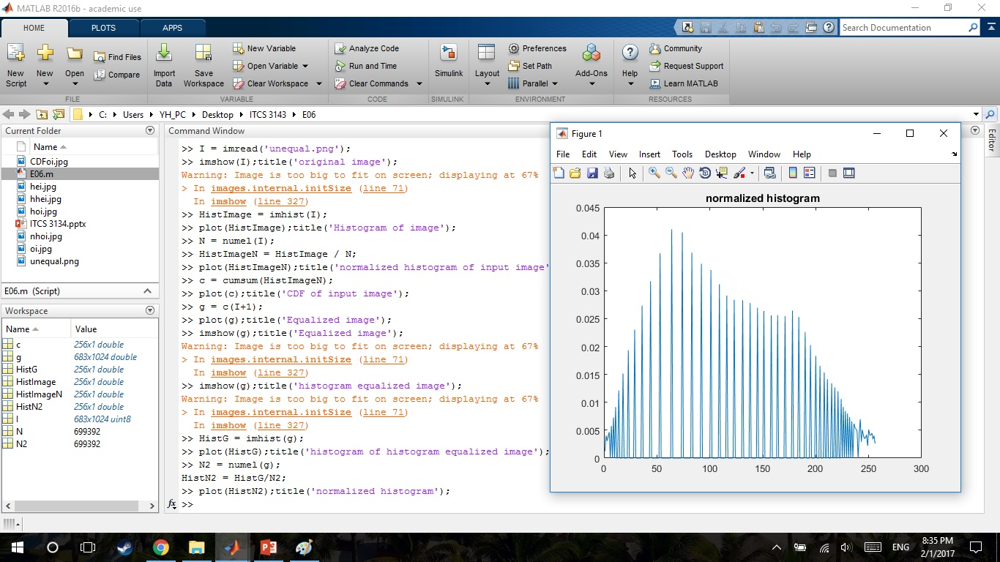 MATLAB R2016b - academic use
HOME PLOTS APPS
Search Documentation
New Script
New
Open
Find Files
Compare
FILE
Import Data
Save Workspace
New Variable
Open Variable
Clear Workspace
VARIABLE
Analyze Code
Run and Time
Clear Commands
CODE
Simulink
SIMULINK
Layout
Preferences
Set Path
Parallel
Add-Ons
ENVIRONMENT
Help
Community
Request Support
Learn MATLAB
RESOURCES
C: Users YH_PC Desktop ITCS 3143 E06
Current Folder
Name
CDFoi.jpg
E06.m
hei.jpg
hhei.jpg
hoi.jpg
ITCS 3134.pptx
nhoi.jpg
oi.jpg
unequal.png
E06.m (Script)
Workspace
Name Value
c 256x1 double
g 683x1024 double
HistG 256x1 double
HistImage 256x1 double
HistImageN 256x1 double
HistN2 256x1 double
I 683x1024 uint8
N 699392
N2 699392
Command Window
>> I = imread('unequal.png');
>> imshow(I);title('original image');
Warning: Image is too big to fit on screen; displaying at 67%
> In images.internal.initSize (line 71)
In imshow (line 327)
>> HistImage = imhist(I);
>> plot(HistImage);title('Histogram of image');
>> N = numel(I);
>> HistImageN = HistImage / N;
>> plot(HistImageN);title('normalized histogram of input image'
>> c = cumsum(HistImageN);
>> plot(c);title('CDF of input image');
>> g = c(I+1);
>> plot(g);title('Equalized image');
>> imshow(g);title('Equalized image');
Warning: Image is too big to fit on screen; displaying at 67%
> In images.internal.initSize (line 71)
In imshow (line 327)
>> imshow(g);title('histogram equalized image');
Warning: Image is too big to fit on screen; displaying at 67%
> In images.internal.initSize (line 71)
In imshow (line 327)
>> HistG = imhist(g);
>> plot(HistG);title('histogram of histogram equalized image');
>> N2 = numel(g);
HistN2 = HistG/N2;
>> plot(HistN2);title('normalized histogram');
fx >>
Editor
Figure 1
File Edit View Insert Tools Desktop Window Help
normalized histogram
0.045
0.04
0.035
0.03
0.025
0.02
0.015
0.01
0.005
0
0 50 100 150 200 250 300
ENG
8:35 PM
2/1/2017